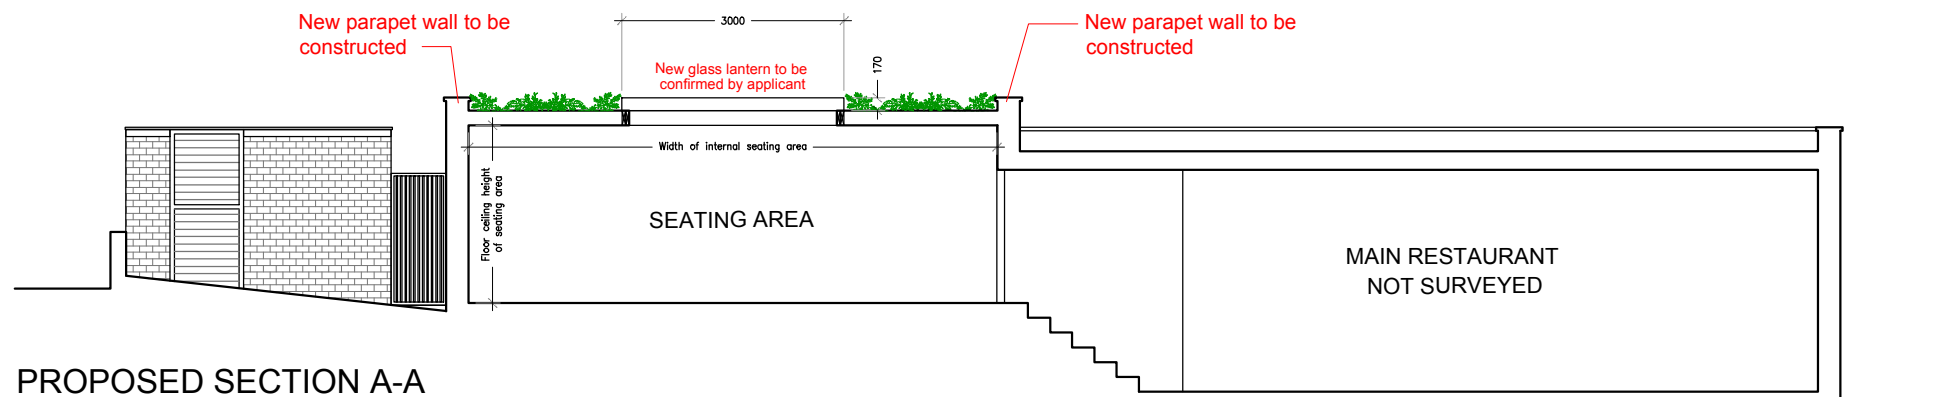 New parapet wall to be
constructed
3000
New parapet wall to be
constructed
New glass lantern to be
confirmed by applicant
170
Width of internal seating area
Floor ceiling height
of seating area
SEATING AREA
MAIN RESTAURANT
NOT SURVEYED
PROPOSED SECTION A-A